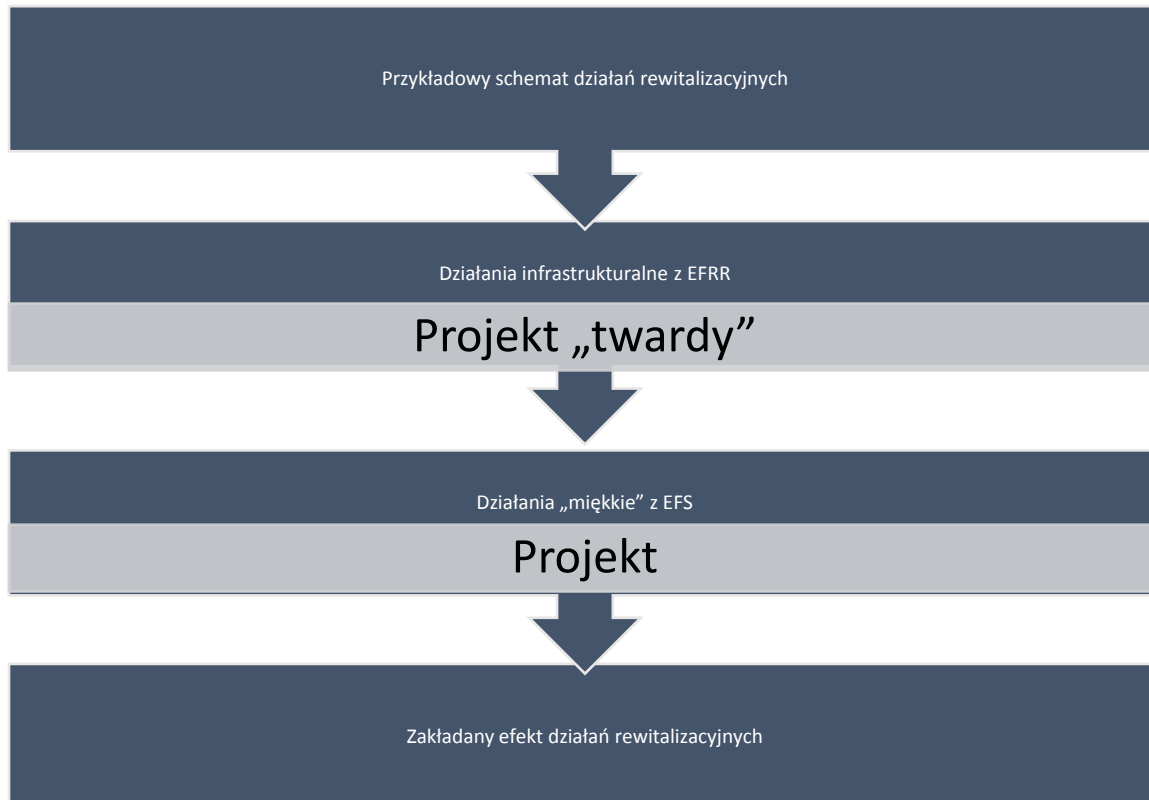 Przykładowy schemat działań rewitalizacyjnych
Działania infrastrukturalne z EFRR
Projekt „twardy”
Działania „miękkie” z EFS
Projekt
Zakładany efekt działań rewitalizacyjnych